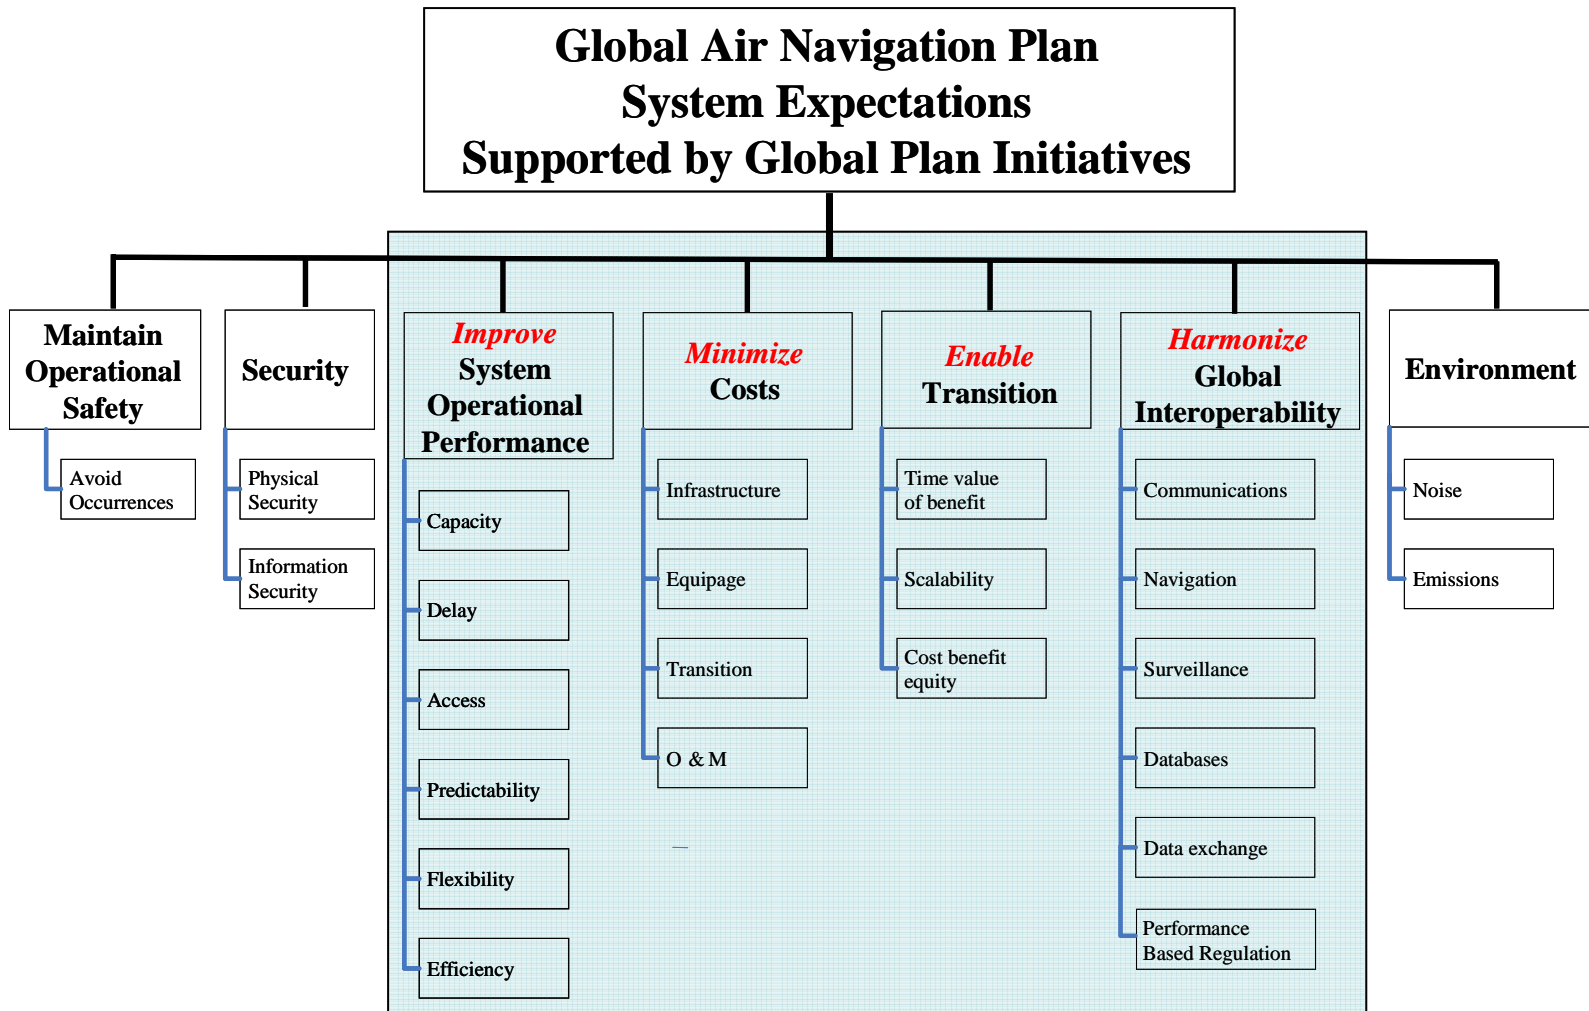 Global Air Navigation Plan
System Expectations
Supported by Global Plan Initiatives
Maintain
Operational
Safety
Avoid
Occurrences
Security
Physical
Security
Information
Security
Improve
System
Operational
Performance
Capacity
Delay
Access
Predictability
Flexibility
Efficiency
Minimize
Costs
Infrastructure
Equipage
Transition
O & M
Enable
Transition
Time value
of benefit
Scalability
Cost benefit
equity
Harmonize
Global
Interoperability
Communications
Navigation
Surveillance
Databases
Data exchange
Performance
Based Regulation
Environment
Noise
Emissions